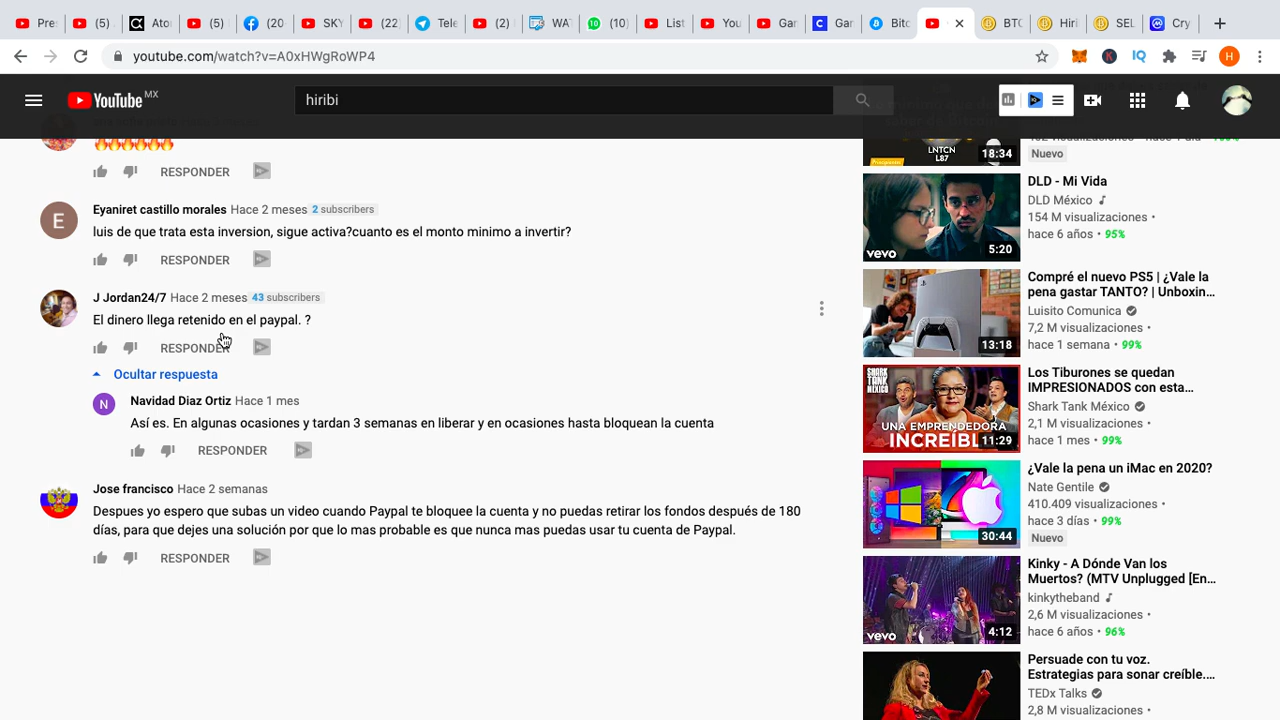 Pre
(5)
Ato
(5)
(20
SKY
(22
Tele
(2)
WA
(10)
List
You
Gar
Gar
Bitc
BTC
Hiri
SEL
Cry
youtube.com/watch?v=A0xHWgRoWP4
IQ
H
YouTube MX
hiribi
RESPONDER
Eyaniret castillo morales Hace 2 meses 2 subscribers
luis de que trata esta inversion, sigue activa?cuanto es el monto minimo a invertir?
RESPONDER
J Jordan24/7 Hace 2 meses 43 subscribers
El dinero llega retenido en el paypal. ?
RESPONDER
Ocultar respuesta
Navidad Diaz Ortiz Hace 1 mes
Así es. En algunas ocasiones y tardan 3 semanas en liberar y en ocasiones hasta bloquean la cuenta
RESPONDER
Jose francisco Hace 2 semanas
Despues yo espero que subas un video cuando Paypal te bloquee la cuenta y no puedas retirar los fondos después de 180
días, para que dejes una solución por que lo mas probable es que nunca mas puedas usar tu cuenta de Paypal.
RESPONDER
LNTCN
L87
18:34
Nuevo
DLD - Mi Vida
DLD México
154 M visualizaciones •
hace 6 años • 95%
vevo
5:20
Compré el nuevo PS5 | ¿Vale la
pena gastar TANTO? | Unboxin...
Luisito Comunica
7,2 M visualizaciones •
hace 1 semana • 99%
13:18
Los Tiburones se quedan
IMPRESIONADOS con esta...
Shark Tank México
2,1 M visualizaciones •
hace 1 mes • 99%
SHARK
TANK
MÉXICO
UNA EMPRENDEDORA
INCREÍBLE
11:29
¿Vale la pena un iMac en 2020?
Nate Gentile
410.409 visualizaciones •
hace 3 días • 99%
Nuevo
30:44
Kinky - A Dónde Van los
Muertos? (MTV Unplugged [En...
kinkytheband
2,6 M visualizaciones •
hace 6 años • 96%
vevo
4:12
Persuade con tu voz.
Estrategias para sonar creíble....
TEDx Talks
2,8 M visualizaciones •